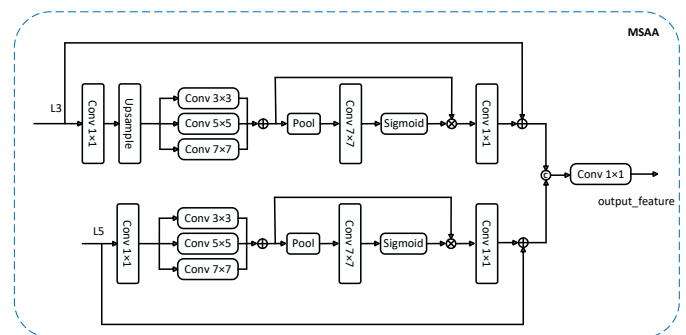 MSAA
L3
Conv 1×1
Upsample
Conv 3×3
Conv 5×5
Conv 7×7
Pool
Conv 7×7
Sigmoid
Conv 1×1
C
Conv 1×1
output_feature
L5
Conv 1×1
Conv 3×3
Conv 5×5
Conv 7×7
Pool
Conv 7×7
Sigmoid
Conv 1×1